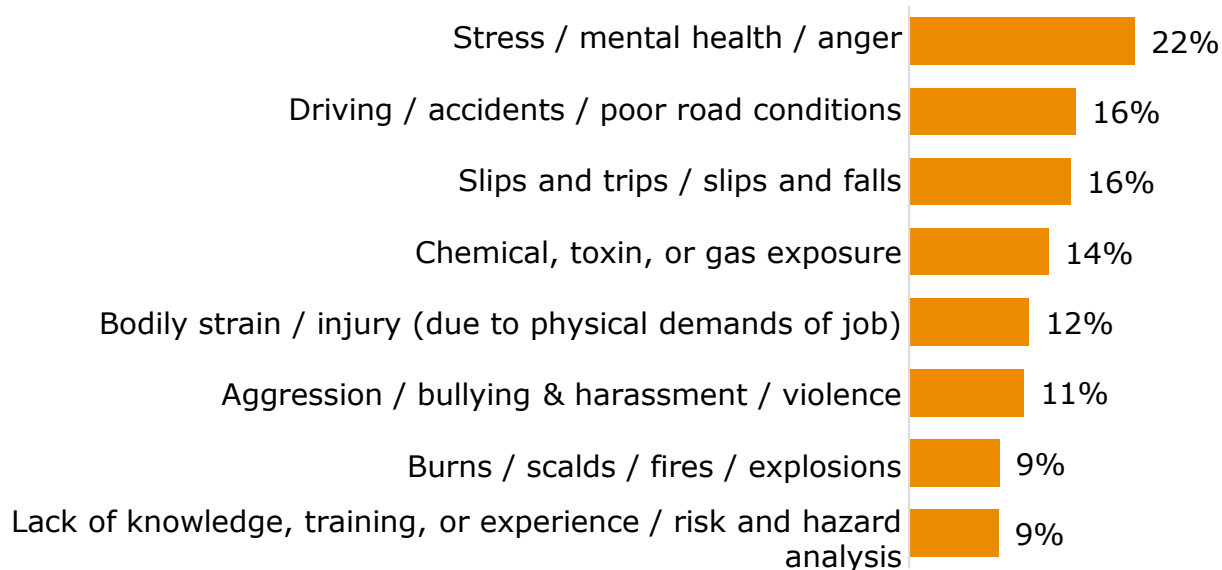 Stress / mental health / anger 22%
Driving / accidents / poor road conditions 16%
Slips and trips / slips and falls 16%
Chemical, toxin, or gas exposure 14%
Bodily strain / injury (due to physical demands of job) 12%
Aggression / bullying & harassment / violence 11%
Burns / scalds / fires / explosions 9%
Lack of knowledge, training, or experience / risk and hazard
analysis 9%